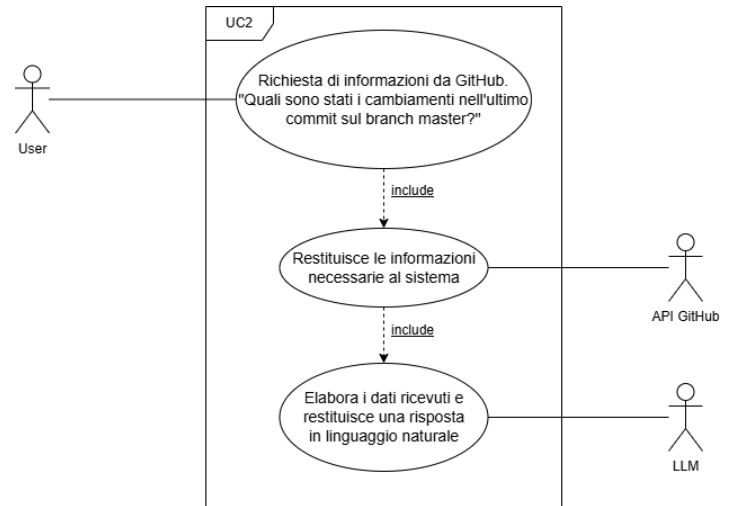 UC2
Richiesta di informazioni da GitHub.
"Quali sono stati i cambiamenti nell'ultimo
commit sul branch master?"
User
include
Restituisce le informazioni
necessarie al sistema
API GitHub
include
Elabora i dati ricevuti e
restituisce una risposta
in linguaggio naturale
LLM